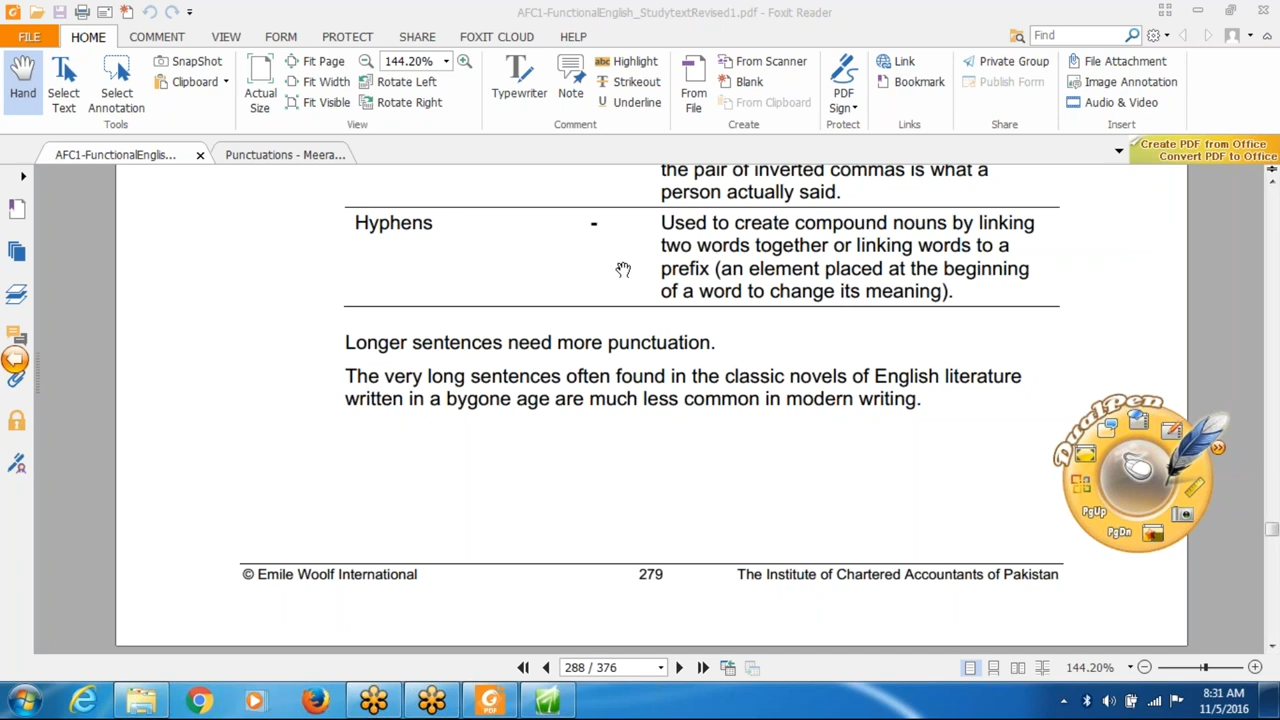 AFC1-FunctionalEnglish_StudytextRevised1.pdf - Foxit Reader
FILE HOME COMMENT VIEW FORM PROTECT SHARE FOXIT CLOUD HELP
Find
Hand
Select Text
Select Annotation
SnapShot
Clipboard
Tools
Actual Size
Fit Page
Fit Width
Fit Visible
144.20%
Rotate Left
Rotate Right
View
Typewriter
Note
Highlight
Strikeout
Underline
Comment
From File
From Scanner
Blank
From Clipboard
Create
PDF Sign
Protect
Link
Bookmark
Links
Private Group
Publish Form
Share
File Attachment
Image Annotation
Audio & Video
Insert
AFC1-FunctionalEnglis...
Punctuations - Meera...
Create PDF from Office
Convert PDF to Office
the pair of inverted commas is what a
person actually said.
Hyphens - Used to create compound nouns by linking
two words together or linking words to a
prefix (an element placed at the beginning
of a word to change its meaning).
Longer sentences need more punctuation.
The very long sentences often found in the classic novels of English literature
written in a bygone age are much less common in modern writing.
DualPen
PgUp
PgDn
© Emile Woolf International 279 The Institute of Chartered Accountants of Pakistan
288 / 376
144.20%
PDF
8:31 AM
11/5/2016